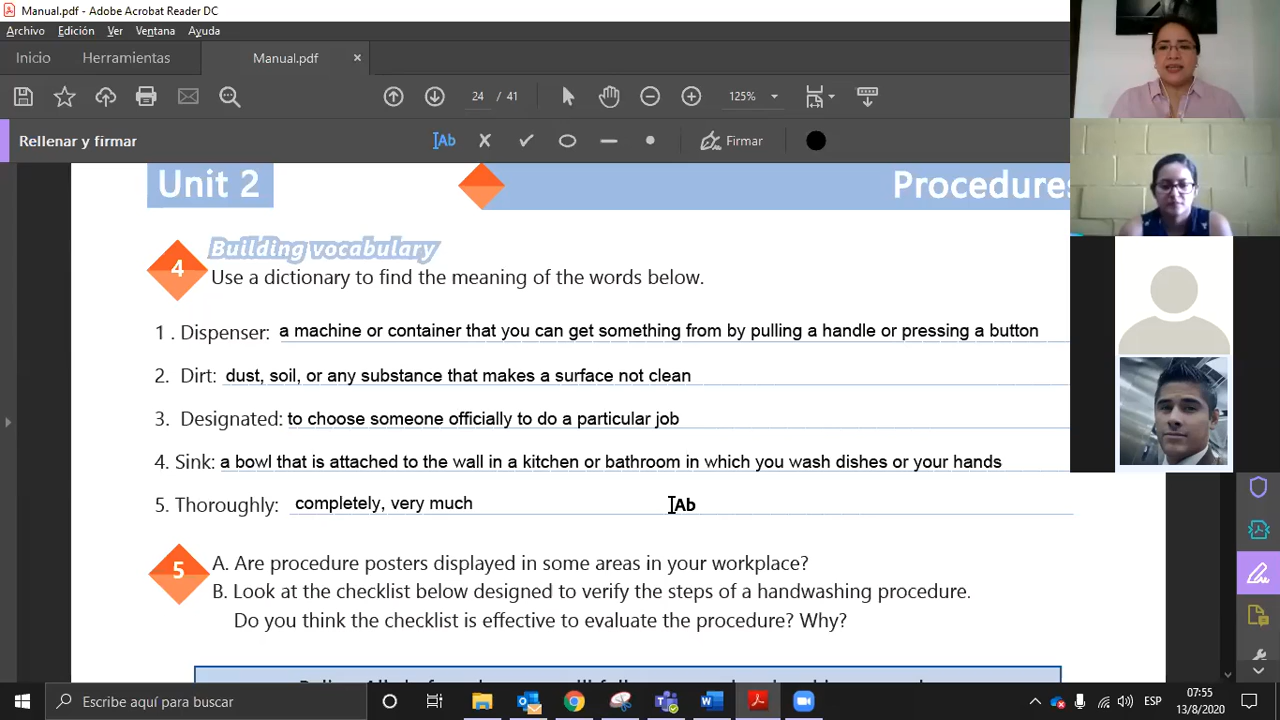 Manual.pdf - Adobe Acrobat Reader DC
Archivo Edición Ver Ventana Ayuda
Inicio Herramientas Manual.pdf ×
24 / 41 125%
Rellenar y firmar Ab Firmar
Unit 2 Procedures
Building vocabulary
4 Use a dictionary to find the meaning of the words below.
1 . Dispenser: a machine or container that you can get something from by pulling a handle or pressing a button
2. Dirt: dust, soil, or any substance that makes a surface not clean
3. Designated: to choose someone officially to do a particular job
4. Sink: a bowl that is attached to the wall in a kitchen or bathroom in which you wash dishes or your hands
5. Thoroughly: completely, very much Ab
5 A. Are procedure posters displayed in some areas in your workplace?
B. Look at the checklist below designed to verify the steps of a handwashing procedure.
Do you think the checklist is effective to evaluate the procedure? Why?
Escribe aquí para buscar ESP 07:55
13/8/2020